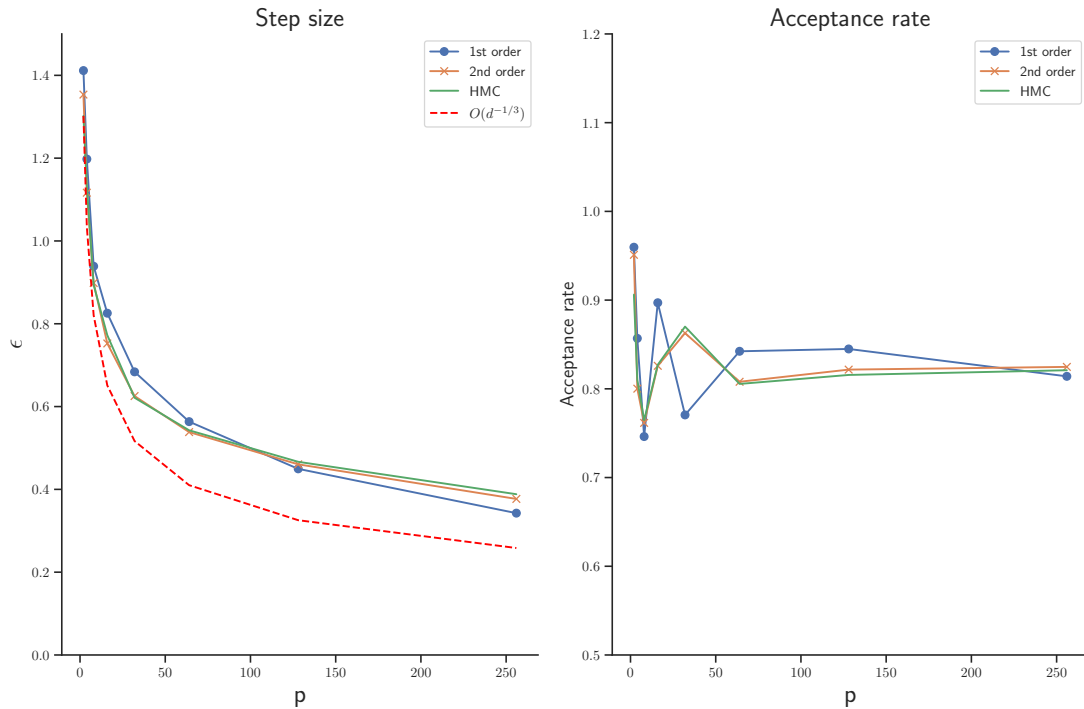 Step size
1.4
1.2
1.0
0.8
0.6
0.4
0.2
0.0
ϵ
0
50
100
150
200
250
p
1st order
2nd order
HMC
O(d^{-1/3})
Acceptance rate
1.2
1.1
1.0
0.9
0.8
0.7
0.6
0.5
Acceptance rate
0
50
100
150
200
250
p
1st order
2nd order
HMC